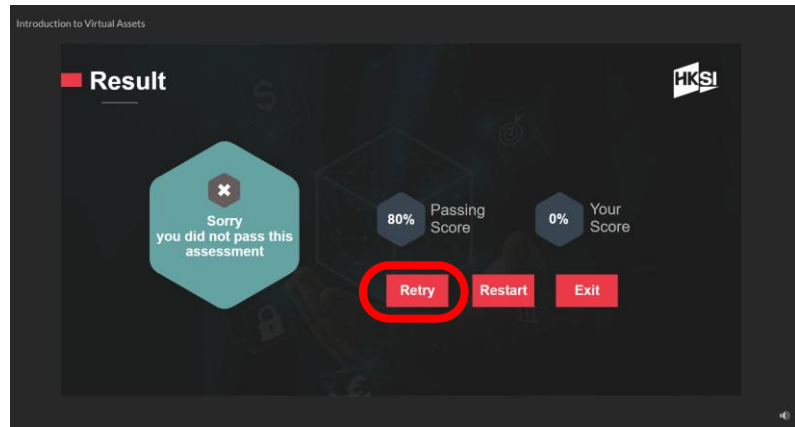 Introduction to Virtual Assets
Result
HKSI
Sorry
you did not pass this
assessment
80%
Passing
Score
0%
Your
Score
Retry
Restart
Exit